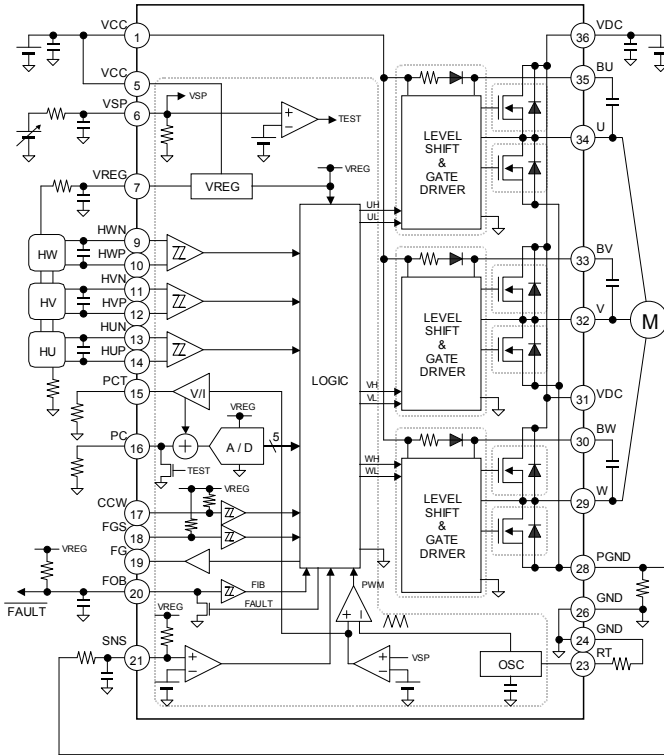 VCC
1
36
VDC
VCC
5
BU
35
VSP
6
VSP
TEST
LEVEL
SHIFT
&
GATE
DRIVER
U
34
VREG
7
VREG
VREG
UH
UL
HWN
9
HW
HWP
10
HVN
11
HV
HVP
12
HUN
13
HU
HUP
14
BV
33
LEVEL
SHIFT
&
GATE
DRIVER
V
32
M
LOGIC
PCT
15
V/I
VH
VL
VDC
31
VREG
PC
16
A / D
5
TEST
BW
30
WH
WL
LEVEL
SHIFT
&
GATE
DRIVER
W
29
VREG
CCW
17
FGS
18
VREG
FG
19
FOB
20
FIB
FAULT
FAULT
PWM
PGND
28
GND
26
GND
24
VREG
SNS
21
VSP
OSC
RT
23